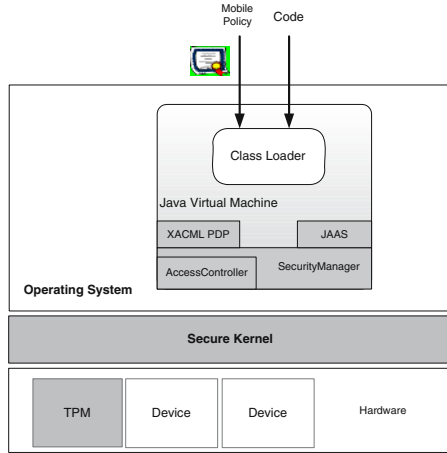 Mobile
Policy
Code
Class Loader
Java Virtual Machine
XACML PDP
JAAS
AccessController
SecurityManager
Operating System
Secure Kernel
TPM
Device
Device
Hardware